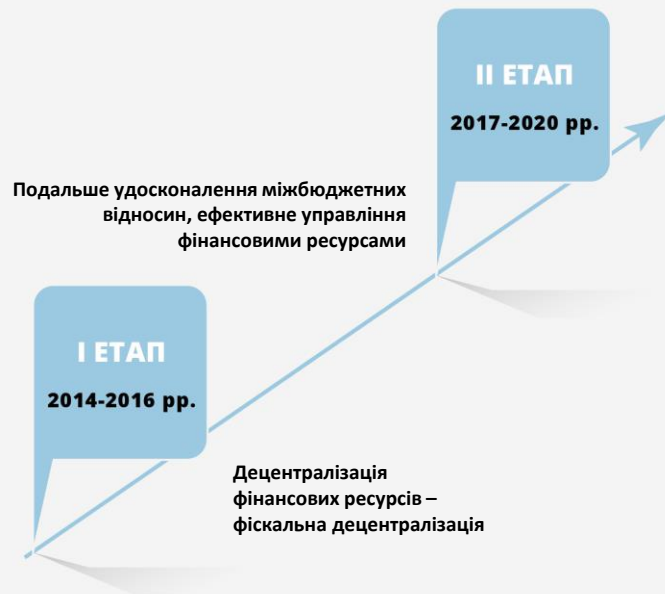 II ЕТАП
2017-2020 рр.
Подальше удосконалення міжбюджетних
відносин, ефективне управління
фінансовими ресурсами
I ЕТАП
2014-2016 рр.
Децентралізація
фінансових ресурсів –
фіскальна децентралізація